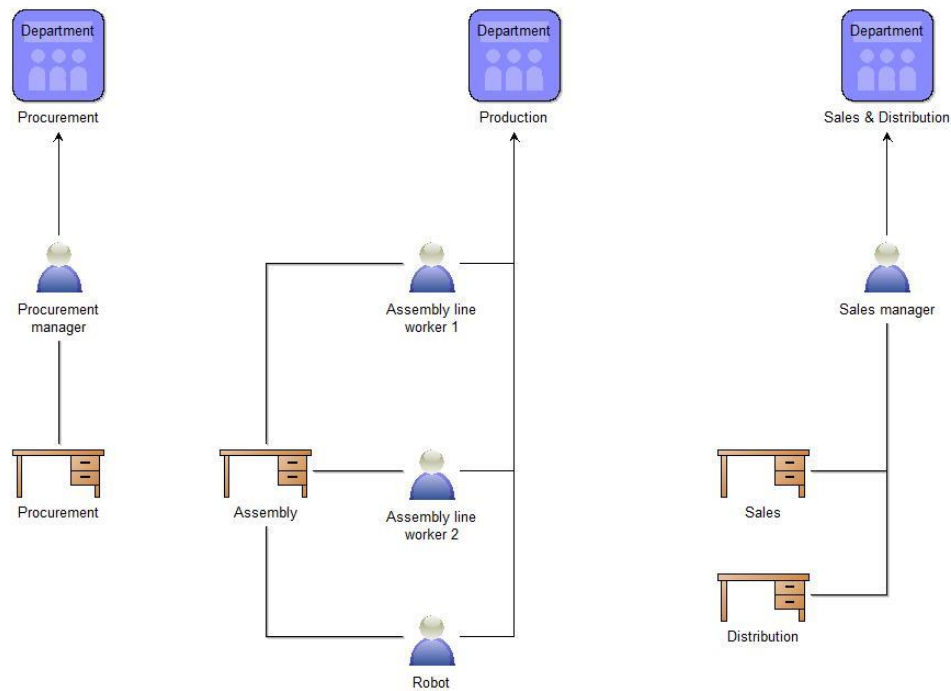 Department
Department
Department
Procurement
Production
Sales & Distribution
Procurement
manager
Assembly line
worker 1
Sales manager
Procurement
Assembly
Assembly line
worker 2
Sales
Distribution
Robot